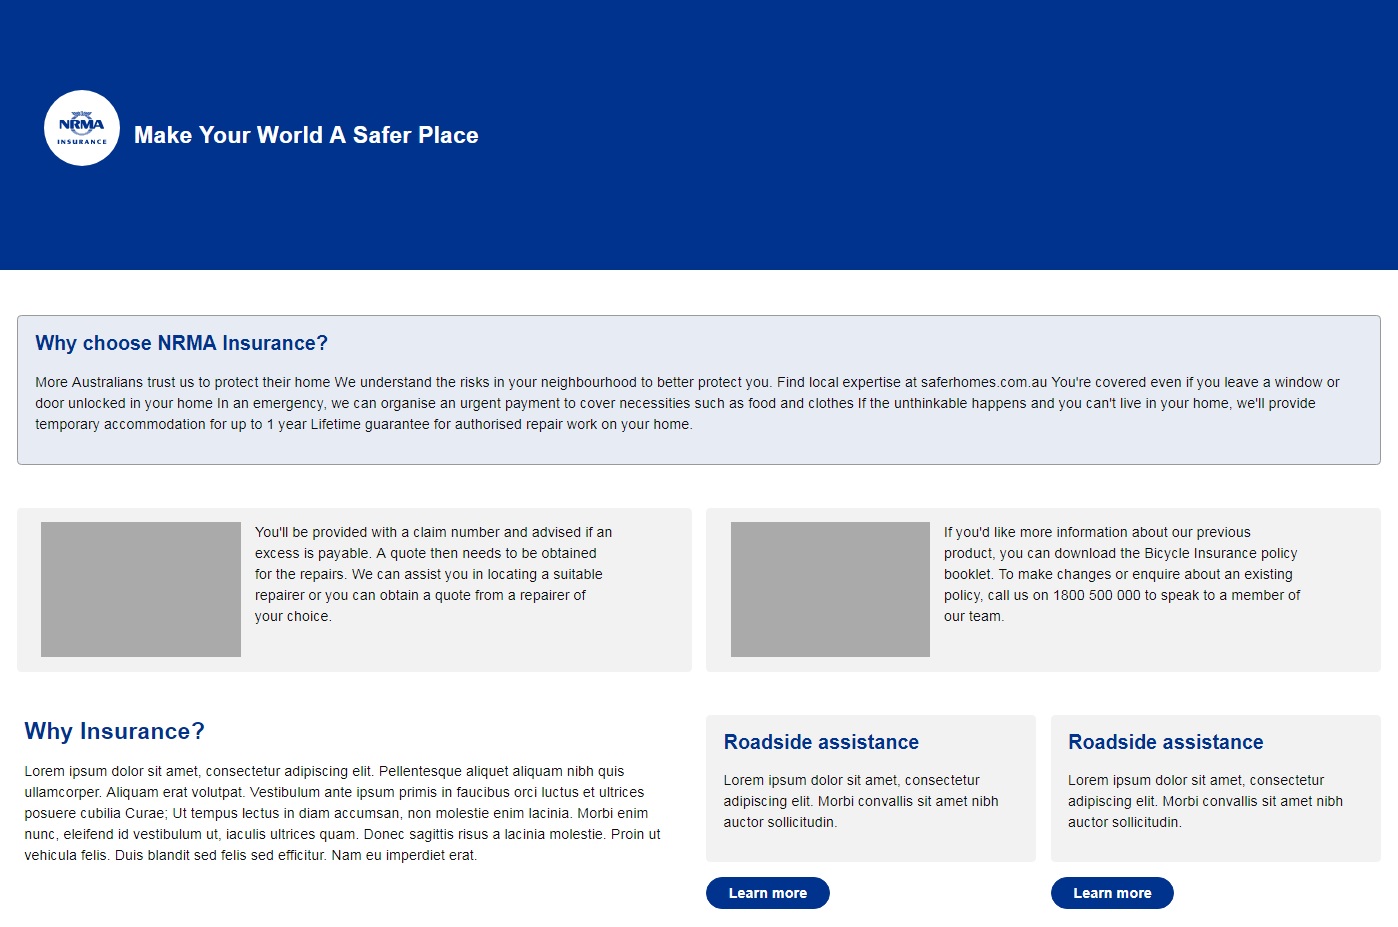 NRMA
INSURANCE
Make Your World A Safer Place
Why choose NRMA Insurance?
More Australians trust us to protect their home We understand the risks in your neighbourhood to better protect you. Find local expertise at saferhomes.com.au You're covered even if you leave a window or
door unlocked in your home In an emergency, we can organise an urgent payment to cover necessities such as food and clothes If the unthinkable happens and you can't live in your home, we'll provide
temporary accommodation for up to 1 year Lifetime guarantee for authorised repair work on your home.
You'll be provided with a claim number and advised if an
excess is payable. A quote then needs to be obtained
for the repairs. We can assist you in locating a suitable
repairer or you can obtain a quote from a repairer of
your choice.
If you'd like more information about our previous
product, you can download the Bicycle Insurance policy
booklet. To make changes or enquire about an existing
policy, call us on 1800 500 000 to speak to a member of
our team.
Why Insurance?
Lorem ipsum dolor sit amet, consectetur adipiscing elit. Pellentesque aliquet aliquam nibh quis
ullamcorper. Aliquam erat volutpat. Vestibulum ante ipsum primis in faucibus orci luctus et ultrices
posuere cubilia Curae; Ut tempus lectus in diam accumsan, non molestie enim lacinia. Morbi enim
nunc, eleifend id vestibulum ut, iaculis ultrices quam. Donec sagittis risus a lacinia molestie. Proin ut
vehicula felis. Duis blandit sed felis sed efficitur. Nam eu imperdiet erat.
Roadside assistance
Lorem ipsum dolor sit amet, consectetur
adipiscing elit. Morbi convallis sit amet nibh
auctor sollicitudin.
Learn more
Roadside assistance
Lorem ipsum dolor sit amet, consectetur
adipiscing elit. Morbi convallis sit amet nibh
auctor sollicitudin.
Learn more